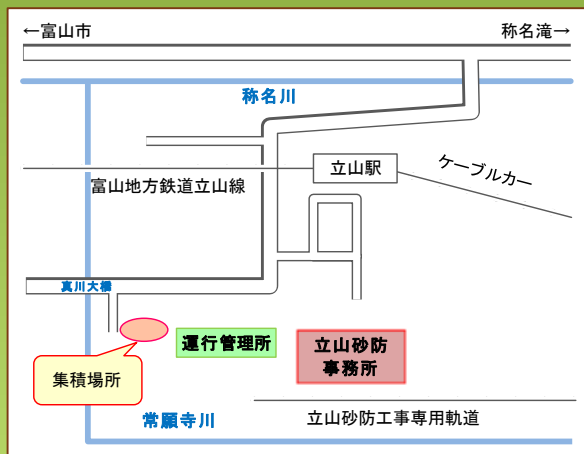 ←富山市
称名滝→
称名川
立山駅
ケーブルカー
富山地方鉄道立山線
真川大橋
運行管理所
立山砂防
事務所
集積場所
常願寺川
立山砂防工事専用軌道